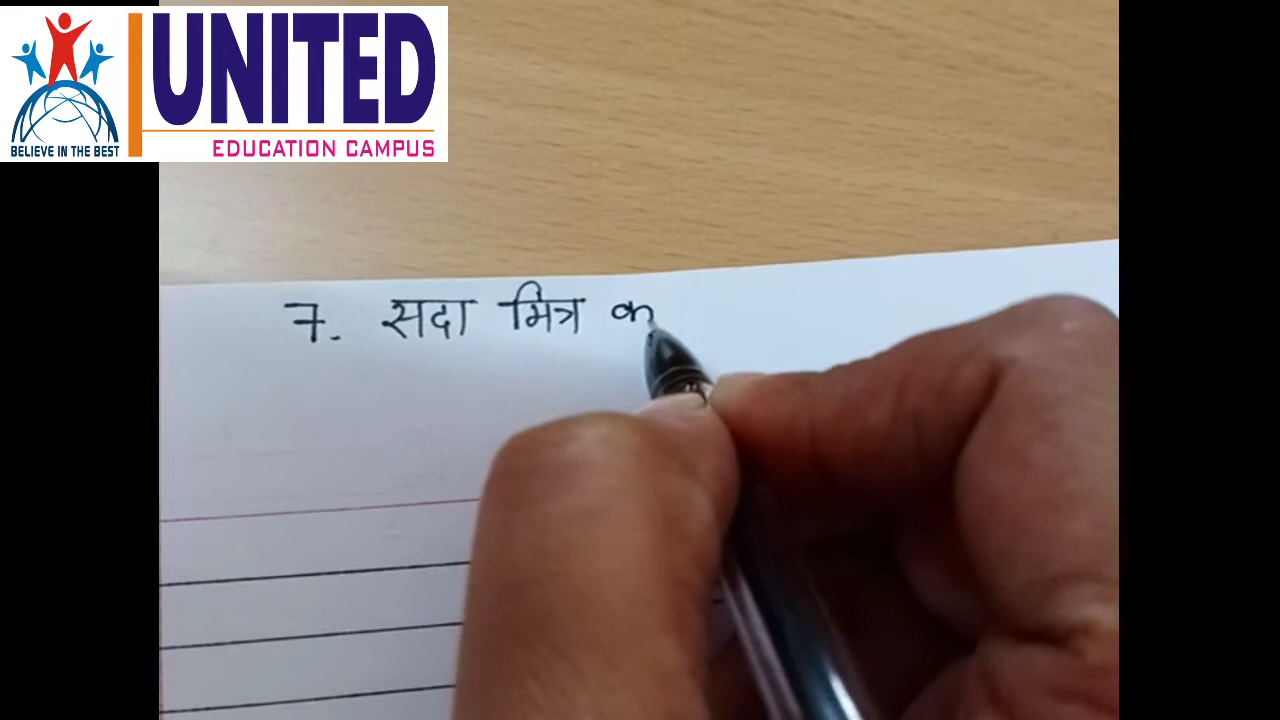 UNITED
EDUCATION CAMPUS
BELIEVE IN THE BEST
7. सदा मित्र